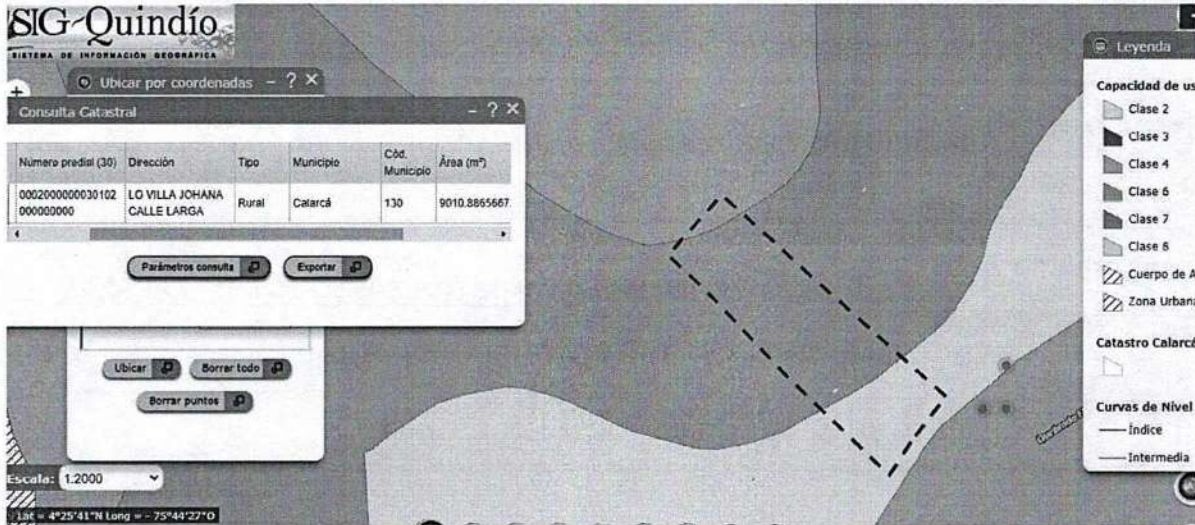 SIG-Quindío
SISTEMA DE INFORMACIÓN GEOGRÁFICA
Ubicar por coordenadas - ? ×
Consulta Catastral - ? ×
Número predial (30) Dirección Tipo Municipio Cód. Municipio Área (m²)
0002000000030102
000000000
LO VILLA JOHANA
CALLE LARGA
Rural Calarcá 130 9010.8865667
Parámetros consulta
Exportar
Ubicar
Borrar todo
Borrar puntos
Escala: 1:2000
Lat = 4°25'41"N Long = - 75°44'27"O
Leyenda
Capacidad de us
Clase 2
Clase 3
Clase 4
Clase 6
Clase 7
Clase 8
Cuerpo de A
Zona Urbana
Catastro Calarcá
Curvas de Nivel
Índice
Intermedia